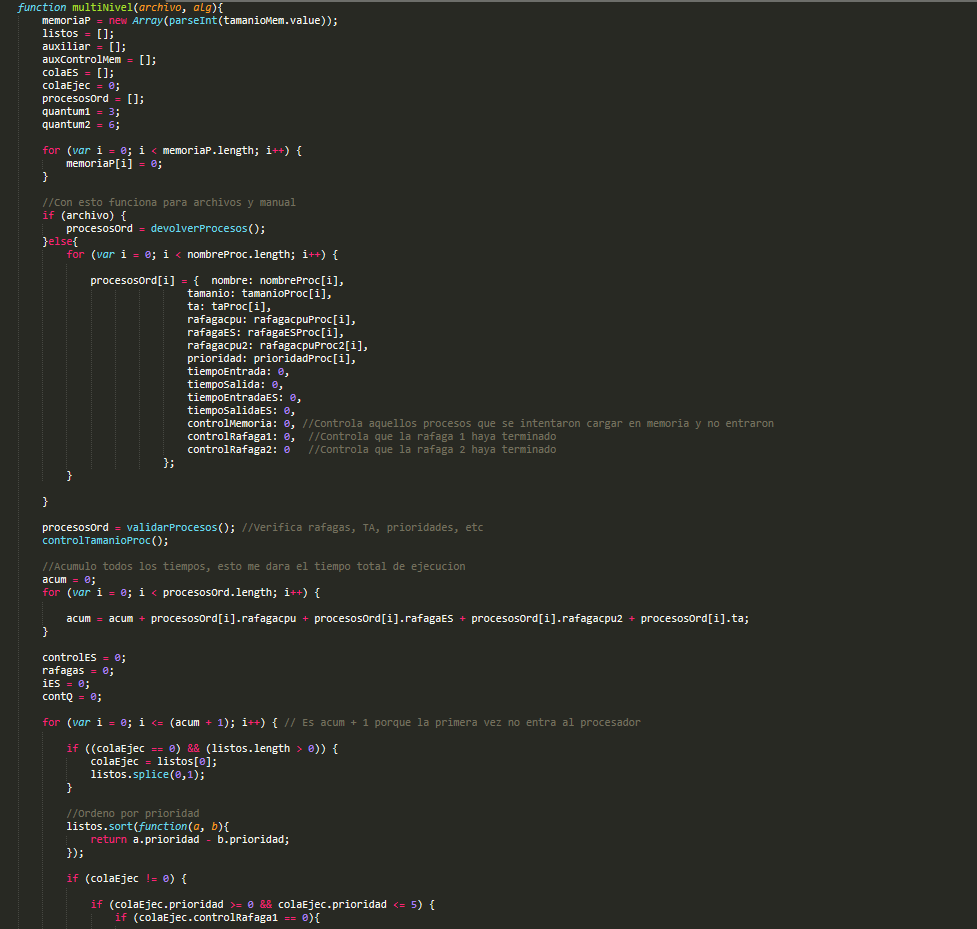 function multiNivel(archivo, alg){
memoriaP = new Array(parseInt(tamanioMem.value));
listos = [];
auxiliar = [];
auxControlMem = [];
colaES = [];
colaEjec = 0;
procesosOrd = [];
quantum1 = 3;
quantum2 = 6;
for (var i = 0; i < memoriaP.length; i++) {
memoriaP[i] = 0;
}
//Con esto funciona para archivos y manual
if (archivo) {
procesosOrd = devolverProcesos();
}else{
for (var i = 0; i < nombreProc.length; i++) {
procesosOrd[i] = {  nombre: nombreProc[i],
tamanio: tamanioProc[i],
ta: taProc[i],
rafagacpu: rafagacpuProc[i],
rafagaES: rafagaESProc[i],
rafagacpu2: rafagacpuProc2[i],
prioridad: prioridadProc[i],
tiempoEntrada: 0,
tiempoSalida: 0,
tiempoEntradaES: 0,
tiempoSalidaES: 0,
controlMemoria: 0, //Controla aquellos procesos que se intentaron cargar en memoria y no entraron
controlRafaga1: 0,  //Controla que la rafaga 1 haya terminado
controlRafaga2: 0   //Controla que la rafaga 2 haya terminado
};
}
}
procesosOrd = validarProcesos(); //Verifica rafagas, TA, prioridades, etc
controlTamanioProc();
//Acumulo todos los tiempos, esto me dara el tiempo total de ejecucion
acum = 0;
for (var i = 0; i < procesosOrd.length; i++) {
acum = acum + procesosOrd[i].rafagacpu + procesosOrd[i].rafagaES + procesosOrd[i].rafagacpu2 + procesosOrd[i].ta;
}
controlES = 0;
rafagas = 0;
iES = 0;
contQ = 0;
for (var i = 0; i <= (acum + 1); i++) { // Es acum + 1 porque la primera vez no entra al procesador
if ((colaEjec == 0) && (listos.length > 0)) {
colaEjec = listos[0];
listos.splice(0,1);
}
//Ordeno por prioridad
listos.sort(function(a, b){
return a.prioridad - b.prioridad;
});
if (colaEjec != 0) {
if (colaEjec.prioridad >= 0 && colaEjec.prioridad <= 5) {
if (colaEjec.controlRafaga1 == 0){